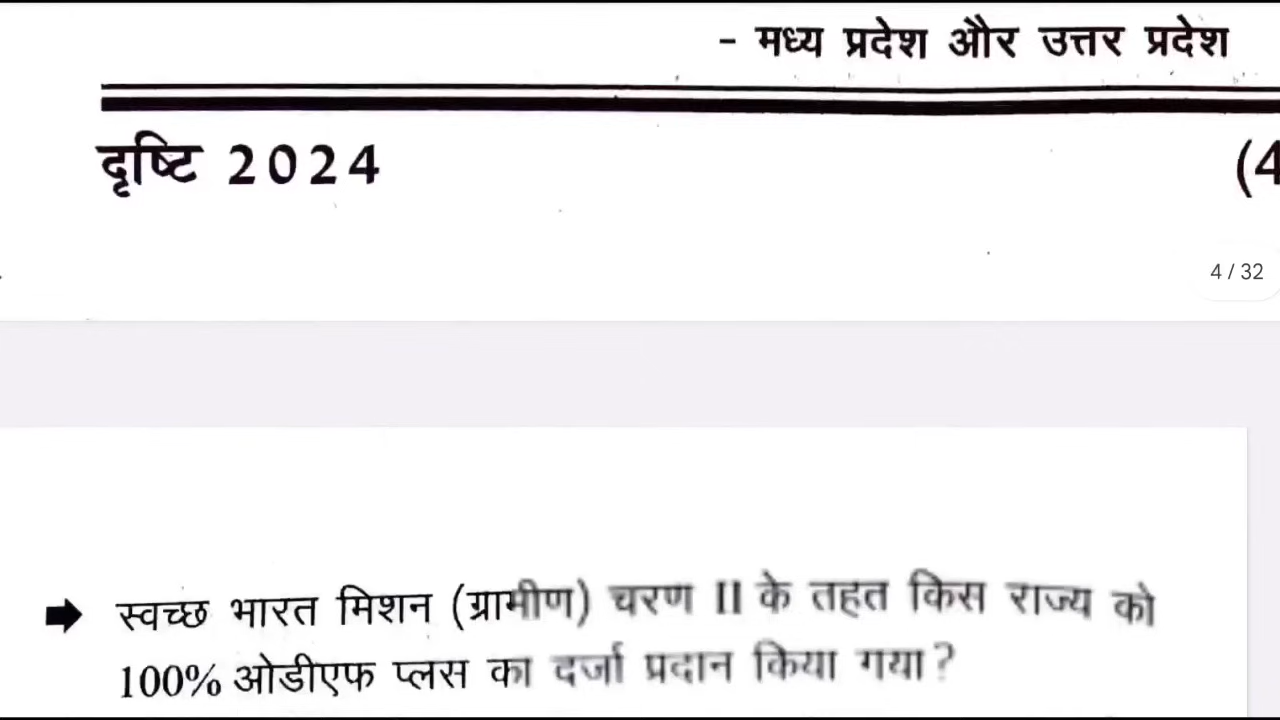 - मध्य प्रदेश और उत्तर प्रदेश
दृष्टि 2024 (4
4 / 32
➡ स्वच्छ भारत मिशन (ग्रामीण) चरण II के तहत किस राज्य को
100% ओडीएफ प्लस का दर्जा प्रदान किया गया?